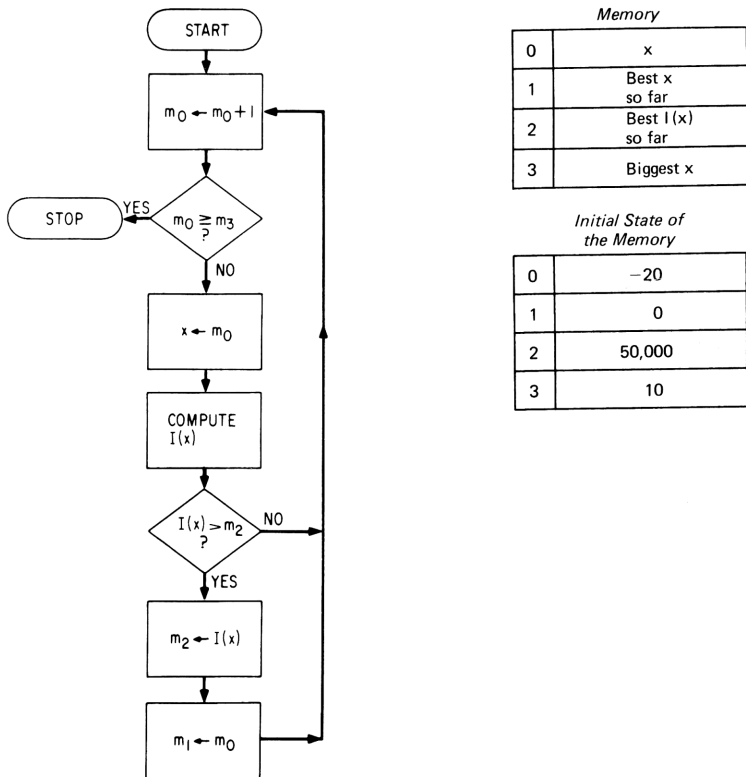 START
m₀ ← m₀ + 1
m₀ ≧ m₃
?
YES
STOP
NO
x ← m₀
COMPUTE
I(x)
I(x) > m₂
?
NO
YES
m₂ ← I(x)
m₁ ← m₀
Memory
0 x
1 Best x
so far
2 Best I(x)
so far
3 Biggest x
Initial State of
the Memory
0 −20
1 0
2 50,000
3 10